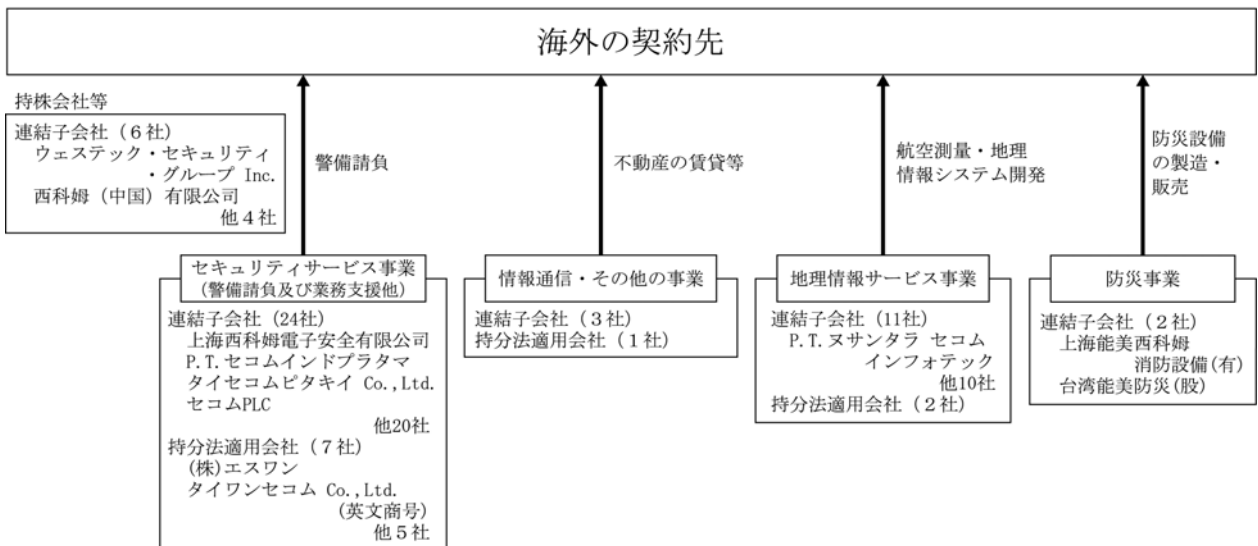 海外の契約先
持株会社等
連結子会社（６社）
ウェステック・セキュリティ
・グループ Inc.
西科姆（中国）有限公司
他４社
警備請負
不動産の賃貸等
航空測量・地理
情報システム開発
防災設備
の製造・
販売
セキュリティサービス事業
(警備請負及び業務支援他)
連結子会社 (24社)
上海西科姆電子安全有限公司
P.T.セコムインドプラタマ
タイセコムピタキイ Co.,Ltd.
セコムPLC
他20社
持分法適用会社（７社）
(株)エスワン
タイワンセコム Co.,Ltd.
(英文商号)
他５社
情報通信・その他の事業
連結子会社（３社）
持分法適用会社（１社）
地理情報サービス事業
連結子会社 (11社)
P.T.ヌサンタラ セコム
インフォテック
他10社
持分法適用会社（２社）
防災事業
連結子会社（２社）
上海能美西科姆
消防設備(有)
台湾能美防災(股)